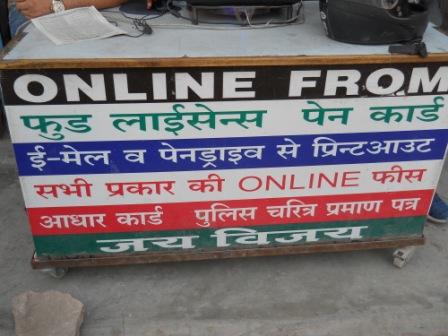 ONLINE FROM
फुड लाईसेन्स पेन कार्ड
ई-मेल व पेनड्राइव से प्रिन्टआउट
सभी प्रकार की ONLINE फीस
आधार कार्ड पुलिस चरित्र प्रमाण पत्र
जय विजय